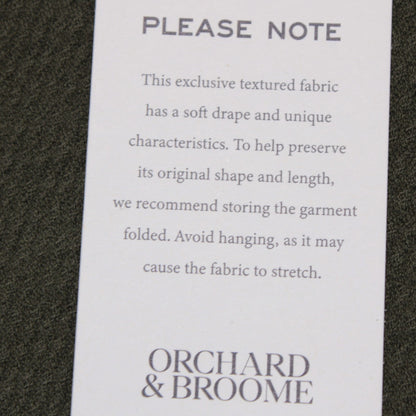 PLEASE NOTE
This exclusive textured fabric
has a soft drape and unique
characteristics. To help preserve
its original shape and length,
we recommend storing the garment
folded. Avoid hanging, as it may
cause the fabric to stretch.
ORCHARD
& BROOME